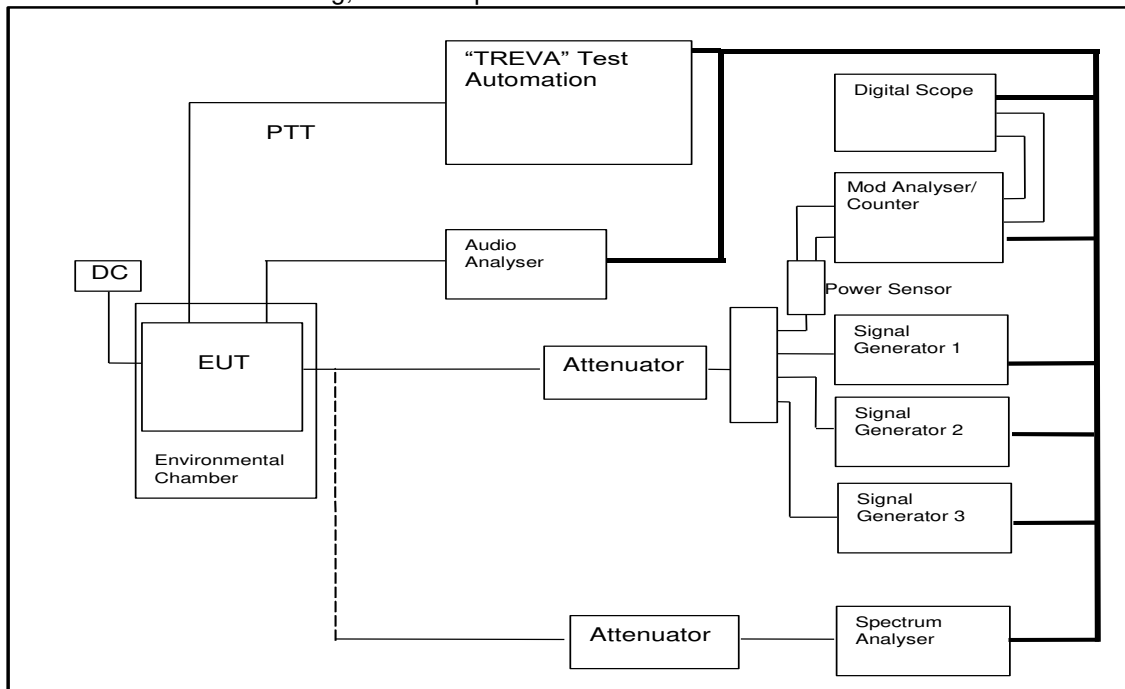 “TREVA” Test
Automation
Digital Scope
PTT
Mod Analyser/
Counter
Audio
Analyser
DC
Power Sensor
EUT
Attenuator
Signal
Generator 1
Signal
Generator 2
Environmental
Chamber
Signal
Generator 3
Attenuator
Spectrum
Analyser